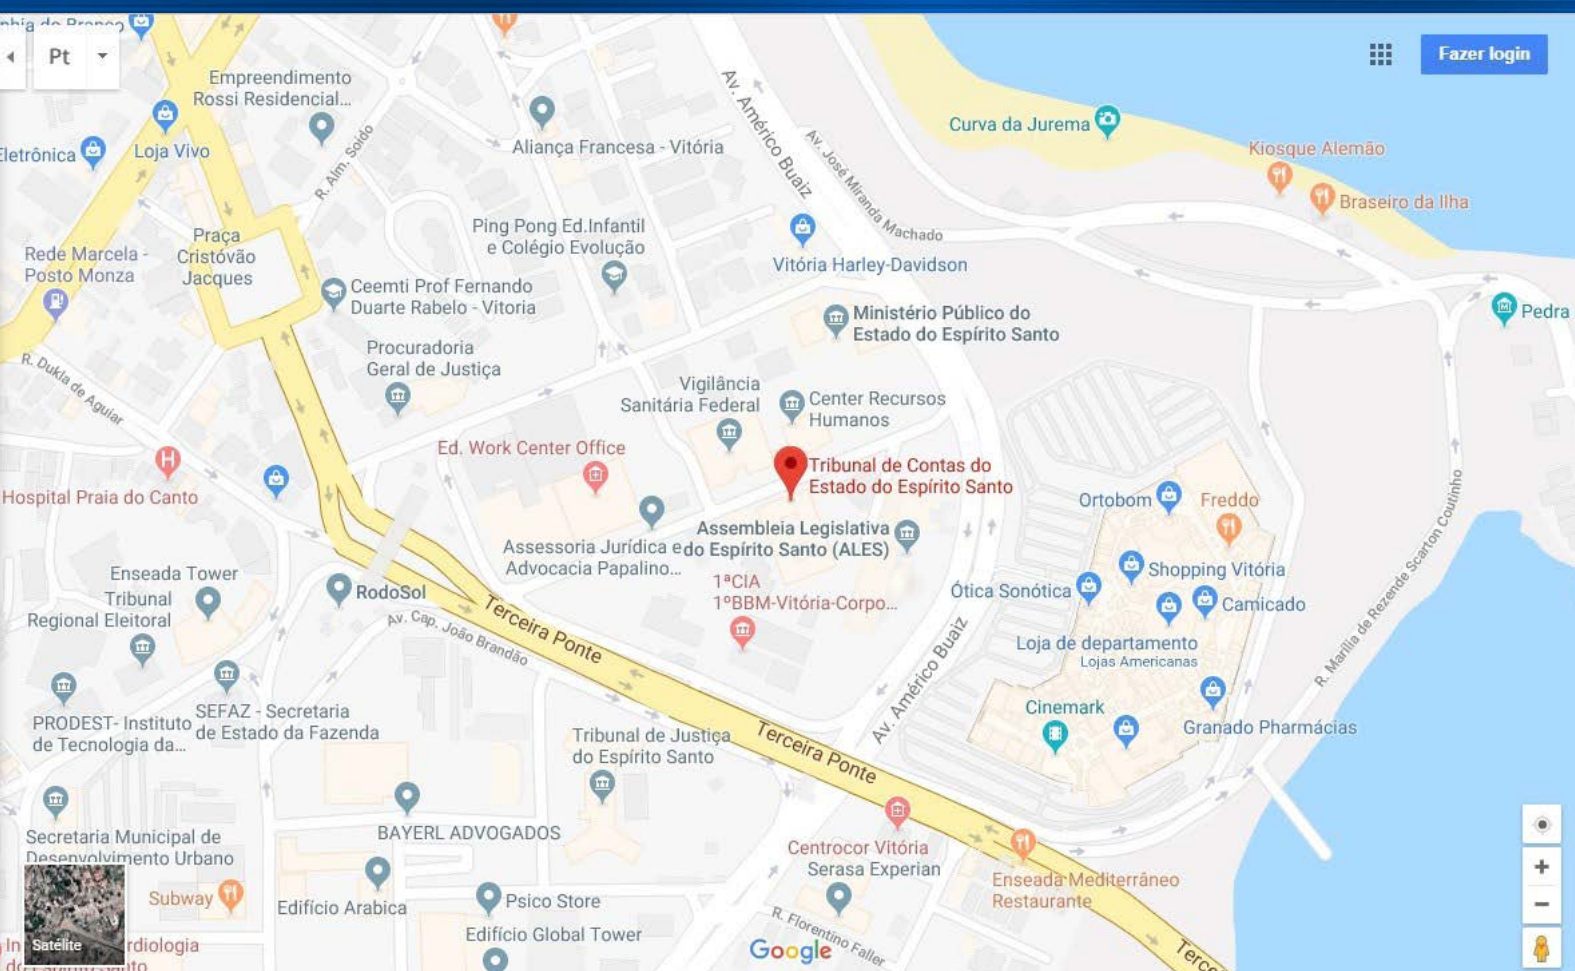 Pt
Fazer login
Empreendimento
Rossi Residencial...
Loja Vivo
R. Alm. Soido
Aliança Francesa - Vitória
Av. Américo Buaiz
Av. José Miranda Machado
Curva da Jurema
Kiosque Alemão
Braseiro da Ilha
Praça
Cristóvão
Jacques
Rede Marcela -
Posto Monza
Ping Pong Ed.Infantil
e Colégio Evolução
Vitória Harley-Davidson
Ceemti Prof Fernando
Duarte Rabelo - Vitoria
Ministério Público do
Estado do Espírito Santo
Pedra
R. Dukla de Aguiar
Procuradoria
Geral de Justiça
Vigilância
Sanitária Federal
Center Recursos
Humanos
Ed. Work Center Office
Tribunal de Contas do
Estado do Espírito Santo
Hospital Praia do Canto
Ortobom
Freddo
Assessoria Jurídica e
Advocacia Papalino...
Assembleia Legislativa
do Espírito Santo (ALES)
R. Marília de Rezende Scarton Coutinho
Enseada Tower
Tribunal
Regional Eleitoral
RodoSol
1ªCIA
1ºBBM-Vitória-Corpo...
Ótica Sonótica
Shopping Vitória
Camicado
Av. Cap. João Brandão
Terceira Ponte
Loja de departamento
Lojas Americanas
Av. Américo Buaiz
Cinemark
Granado Pharmácias
PRODEST- Instituto
de Tecnologia da...
SEFAZ - Secretaria
de Estado da Fazenda
Tribunal de Justiça
do Espírito Santo
Terceira Ponte
Secretaria Municipal de
Desenvolvimento Urbano
BAYERL ADVOGADOS
Centrocor Vitória
Serasa Experian
Enseada Mediterrâneo
Restaurante
Subway
Edifício Arabica
Psico Store
Edifício Global Tower
R. Florentino Faller
Satélite
Google